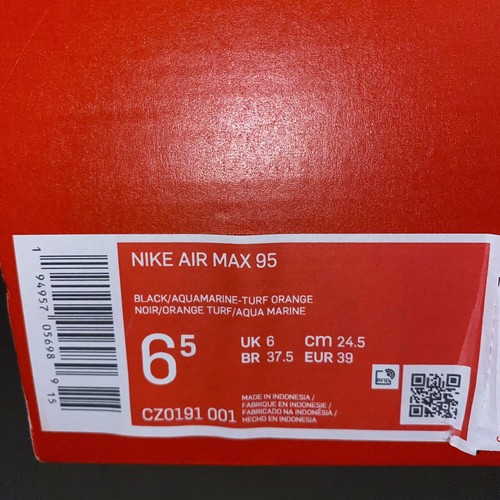 NIKE AIR MAX 95
BLACK/AQUAMARINE-TURF ORANGE
NOIR/ORANGE TURF/AQUA MARINE
6⁵
UK 6 cm 24.5
BR 37.5 EUR 39
CZ0191 001
MADE IN INDONESIA /
FABRIQUE EN INDONESIE /
FABRICADO NA INDONÉSIA /
HECHO EN INDONESIA
1 94957 05698 9 15